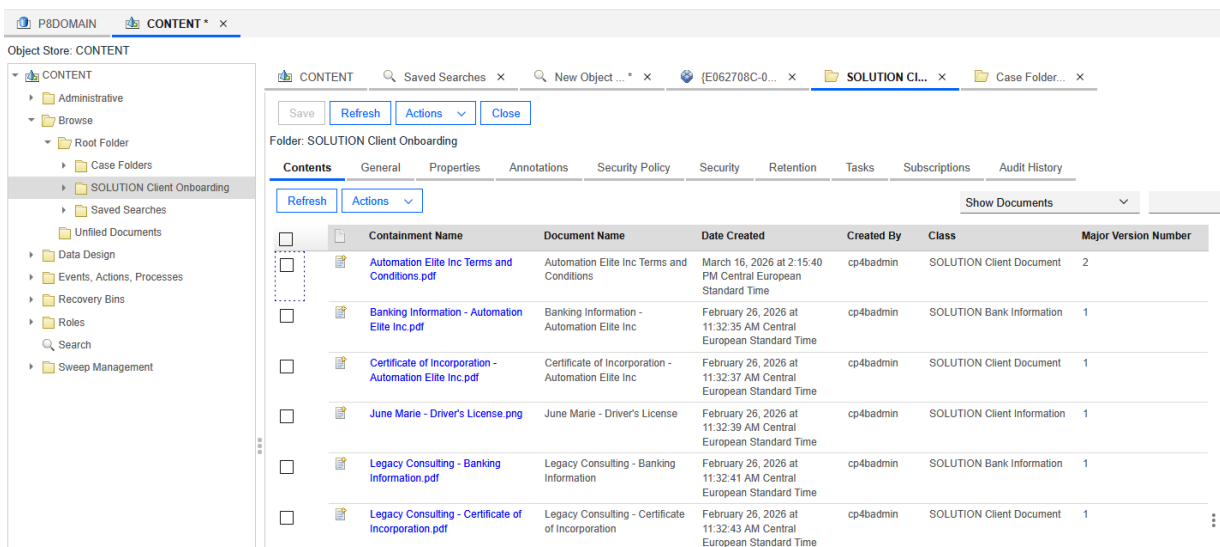 P8DOMAIN CONTENT *
Object Store: CONTENT
CONTENT
Administrative
Browse
Root Folder
Case Folders
SOLUTION Client Onboarding
Saved Searches
Unfiled Documents
Data Design
Events, Actions, Processes
Recovery Bins
Roles
Search
Sweep Management
CONTENT Saved Searches New Object ... * {E062708C-0... SOLUTION CI... Case Folder...
Save Refresh Actions Close
Folder: SOLUTION Client Onboarding
Contents General Properties Annotations Security Policy Security Retention Tasks Subscriptions Audit History
Refresh Actions Show Documents
Containment Name Document Name Date Created Created By Class Major Version Number
Automation Elite Inc Terms and Automation Elite Inc Terms and March 16, 2026 at 2:15:40 cp4badmin SOLUTION Client Document 2
Conditions.pdf Conditions PM Central European
Standard Time
Banking Information - Automation Banking Information - February 26, 2026 at cp4badmin SOLUTION Bank Information 1
Elite Inc.pdf Automation Elite Inc 11:32:35 AM Central
European Standard Time
Certificate of Incorporation - Certificate of Incorporation - February 26, 2026 at cp4badmin SOLUTION Client Document 1
Automation Elite Inc.pdf Automation Elite Inc 11:32:37 AM Central
European Standard Time
June Marie - Driver's License.png June Marie - Driver's License February 26, 2026 at cp4badmin SOLUTION Client Information 1
11:32:39 AM Central
European Standard Time
Legacy Consulting - Banking Legacy Consulting - Banking February 26, 2026 at cp4badmin SOLUTION Bank Information 1
Information.pdf Information 11:32:41 AM Central
European Standard Time
Legacy Consulting - Certificate of Legacy Consulting - Certificate February 26, 2026 at cp4badmin SOLUTION Client Document 1
Incorporation.pdf of Incorporation 11:32:43 AM Central
European Standard Time